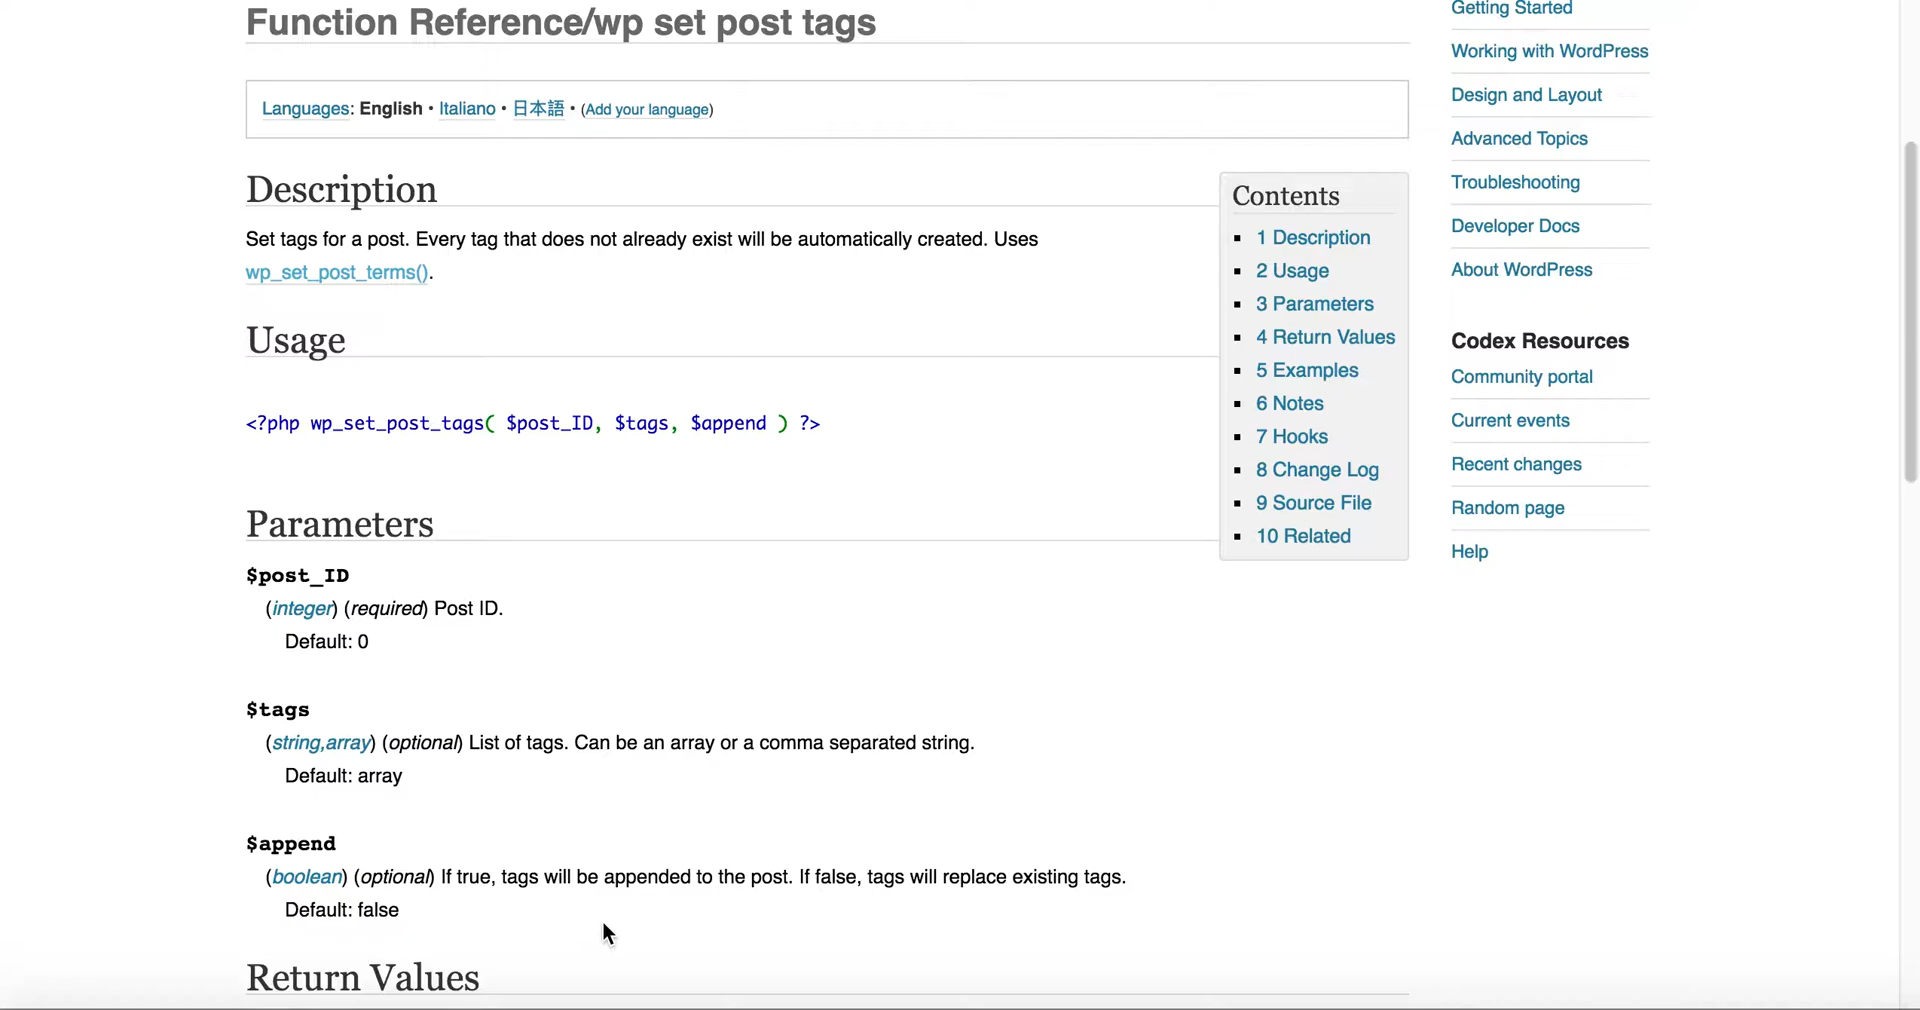 Function Reference/wp set post tags
Languages: English • Italiano • 日本語 • (Add your language)
Description
Set tags for a post. Every tag that does not already exist will be automatically created. Uses
wp_set_post_terms().
Usage
<?php wp_set_post_tags( $post_ID, $tags, $append ) ?>
Parameters
$post_ID
(integer) (required) Post ID.
Default: 0
$tags
(string,array) (optional) List of tags. Can be an array or a comma separated string.
Default: array
$append
(boolean) (optional) If true, tags will be appended to the post. If false, tags will replace existing tags.
Default: false
Return Values
Contents
1 Description
2 Usage
3 Parameters
4 Return Values
5 Examples
6 Notes
7 Hooks
8 Change Log
9 Source File
10 Related
Getting Started
Working with WordPress
Design and Layout
Advanced Topics
Troubleshooting
Developer Docs
About WordPress
Codex Resources
Community portal
Current events
Recent changes
Random page
Help